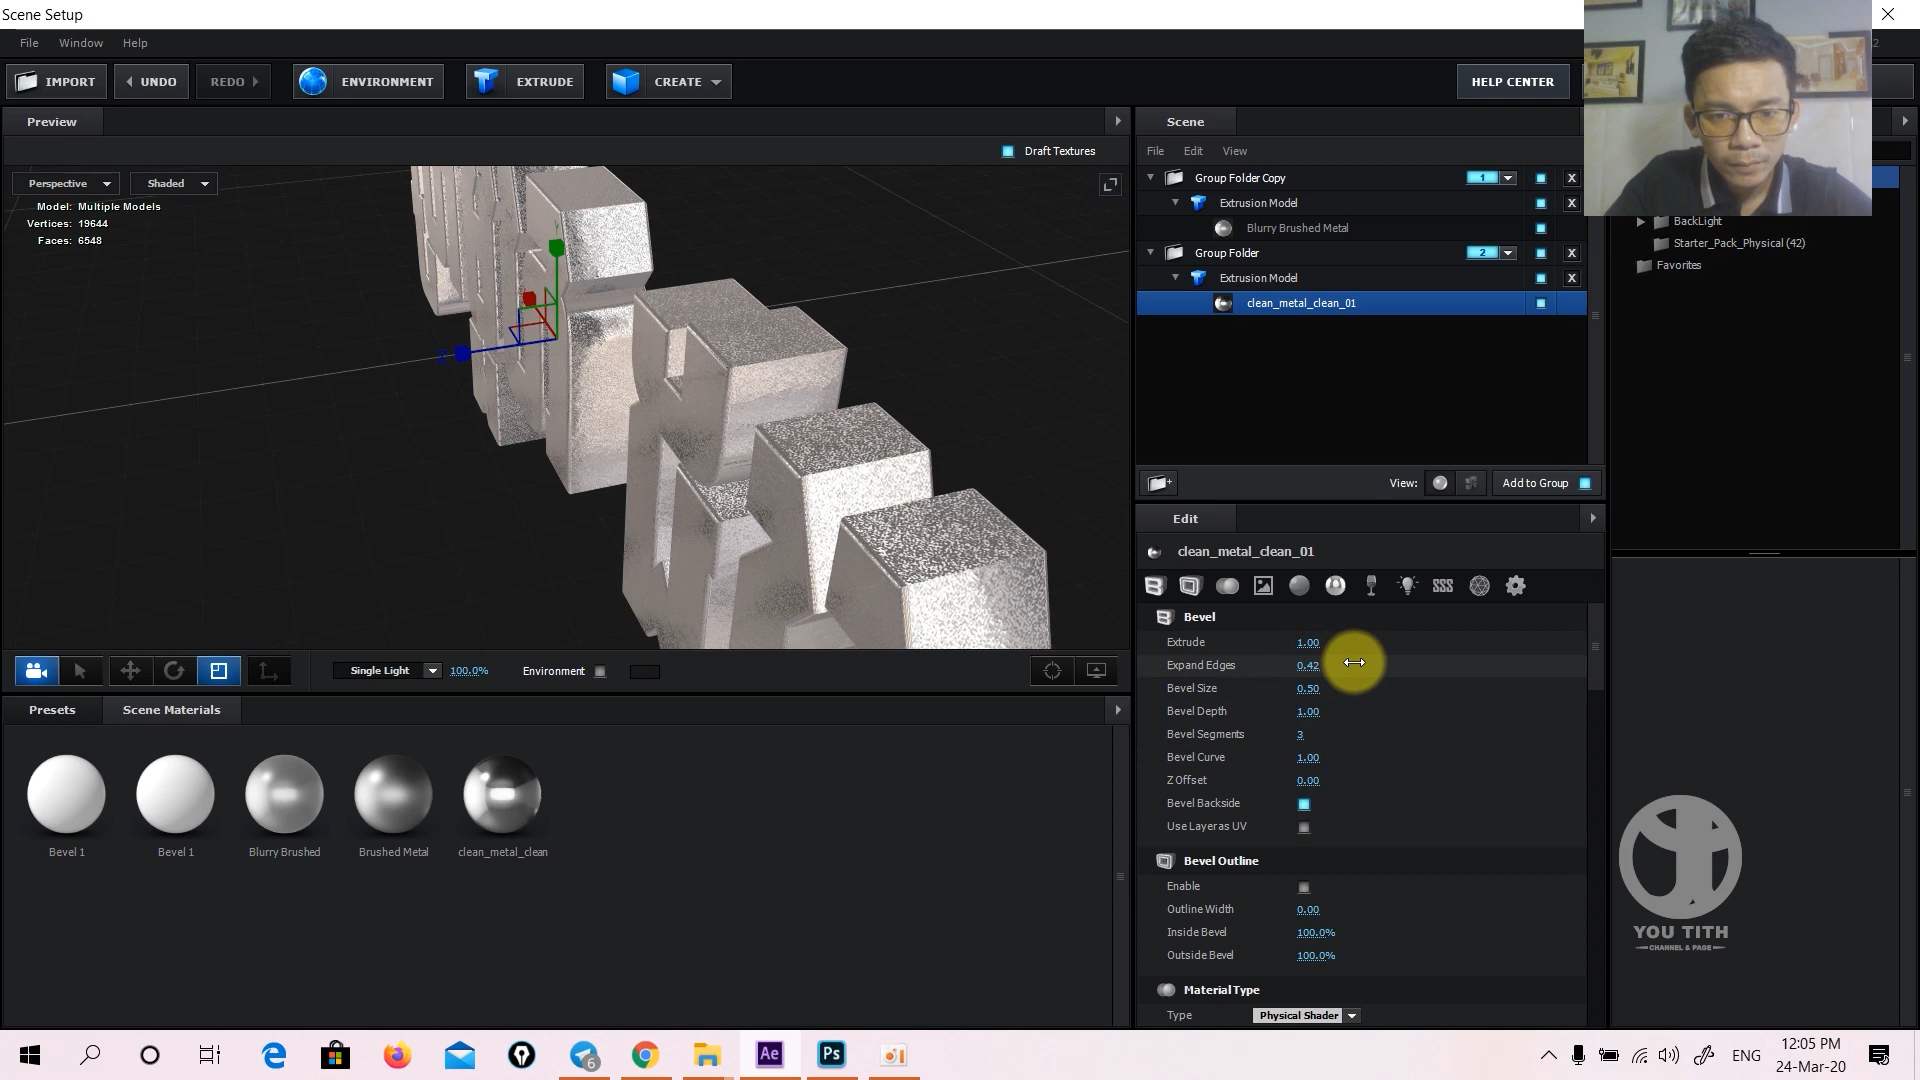 Scene Setup
File Window Help
IMPORT UNDO REDO ENVIRONMENT EXTRUDE CREATE HELP CENTER
Preview
Draft Textures
Perspective Shaded
Model: Multiple Models
Vertices: 19644
Faces: 6548
Single Light 100.0% Environment
Presets Scene Materials
Bevel 1 Bevel 1 Blurry Brushed Brushed Metal clean_metal_clean
Scene
File Edit View
Group Folder Copy 1 X
Extrusion Model X
Blurry Brushed Metal
Group Folder 2 X
Extrusion Model X
clean_metal_clean_01
View: Add to Group
Edit
clean_metal_clean_01
Bevel
Extrude 1.00
Expand Edges 0.42
Bevel Size 0.50
Bevel Depth 1.00
Bevel Segments 3
Bevel Curve 1.00
Z Offset 0.00
Bevel Backside
Use Layer as UV
Bevel Outline
Enable
Outline Width 0.00
Inside Bevel 100.0%
Outside Bevel 100.0%
Material Type
Type Physical Shader
BackLight
Starter_Pack_Physical (42)
Favorites
YOU TITH
CHANNEL & PAGE
6 Ae Ps
ENG
12:05 PM
24-Mar-20